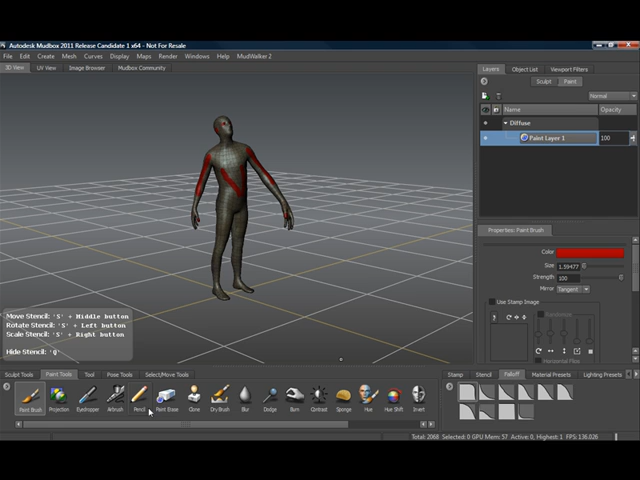 Autodesk Mudbox 2011 Release Candidate 1 x64 - Not For Resale
File Edit Create Mesh Curves Display Maps Render Windows Help MudWalker 2
3D View UV View Image Browser Mudbox Community
Layers Object List Viewport Filters
Sculpt Paint
Normal
Name Opacity
Diffuse
Paint Layer 1 100
Properties: Paint Brush
Color
Size 1.59477
Strength 100
Mirror Tangent
Use Stamp Image
Randomize
Horizontal Flips
Move Stencil: 'S' + Middle button
Rotate Stencil: 'S' + Left button
Scale Stencil: 'S' + Right button
Hide Stencil: 'Q'
Sculpt Tools Paint Tools Tool Pose Tools Select/Move Tools
Stamp Stencil Falloff Material Presets Lighting Presets
Paint Brush Projection Eyedropper Airbrush Pencil Paint Erase Clone Dry Brush Blur Dodge Burn Contrast Sponge Hue Hue Shift Invert
Total: 2068 Selected: 0 GPU Mem: 57 Active: 0, Highest: 1 FPS: 136.026